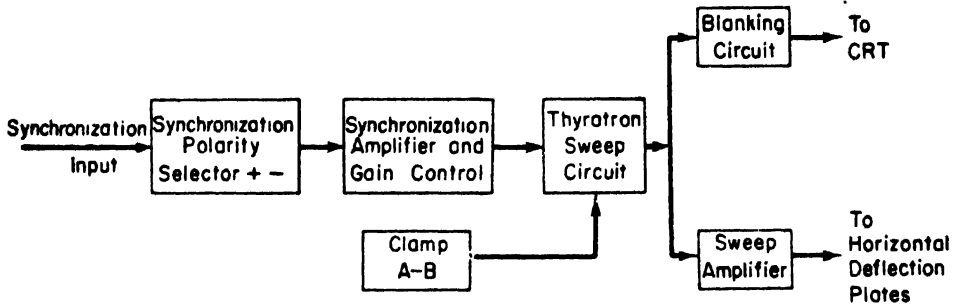 Synchronization
Input
Synchronization
Polarity
Selector + –
Synchronization
Amplifier and
Gain Control
Clamp
A-B
Thyratron
Sweep
Circuit
Blanking
Circuit
To
CRT
Sweep
Amplifier
To
Horizontal
Deflection
Plates